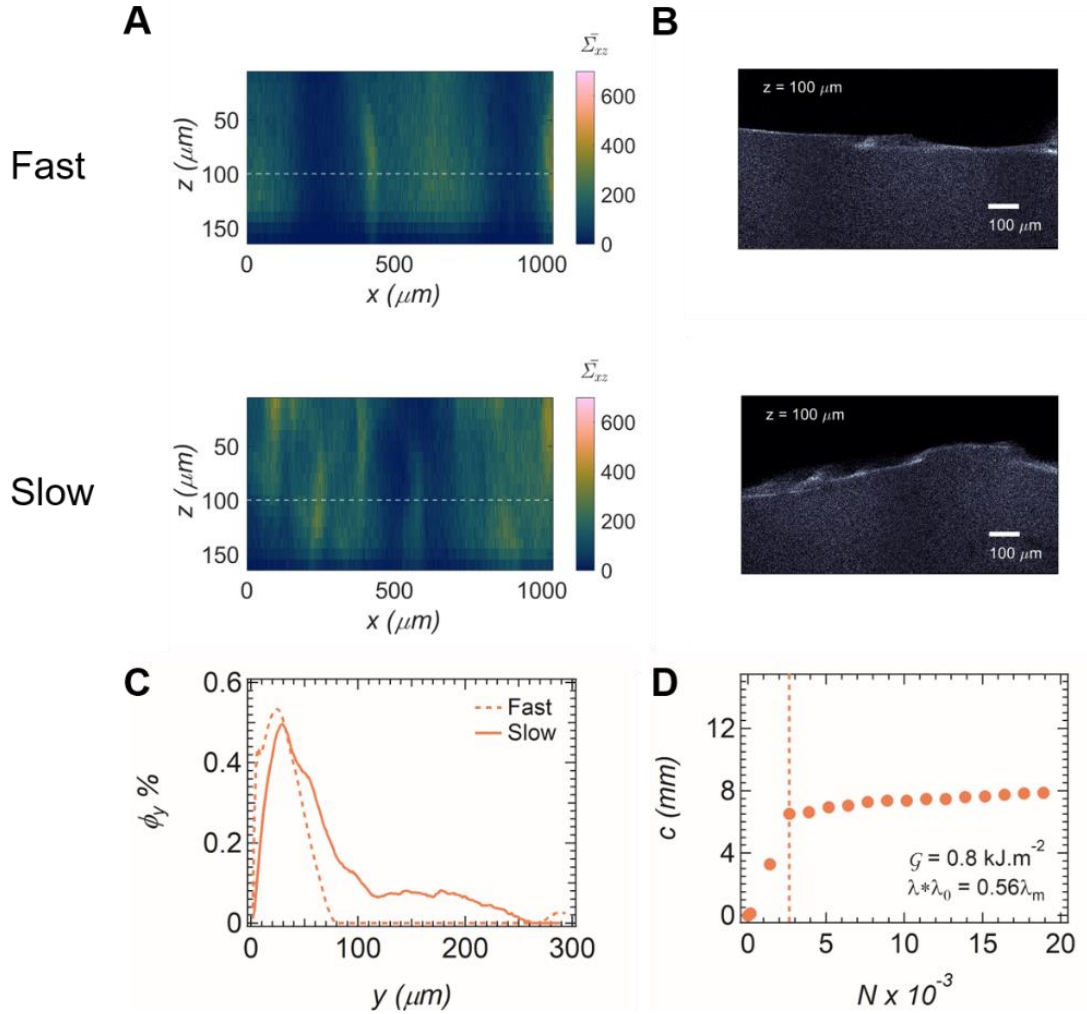 A
B
Fast
Σ̄xz
z (μm)
50
100
150
0
500
1000
x (μm)
600
400
200
0
z = 100 μm
100 μm
Slow
Σ̄xz
z (μm)
50
100
150
0
500
1000
x (μm)
600
400
200
0
z = 100 μm
100 μm
C
ϕy %
0.6
0.4
0.2
0
0
100
200
300
y (μm)
Fast
Slow
D
c (mm)
12
8
4
0
0
5
10
15
20
N x 10⁻³
𝒢 = 0.8 kJ.m⁻²
λ*λ₀ = 0.56λₘ